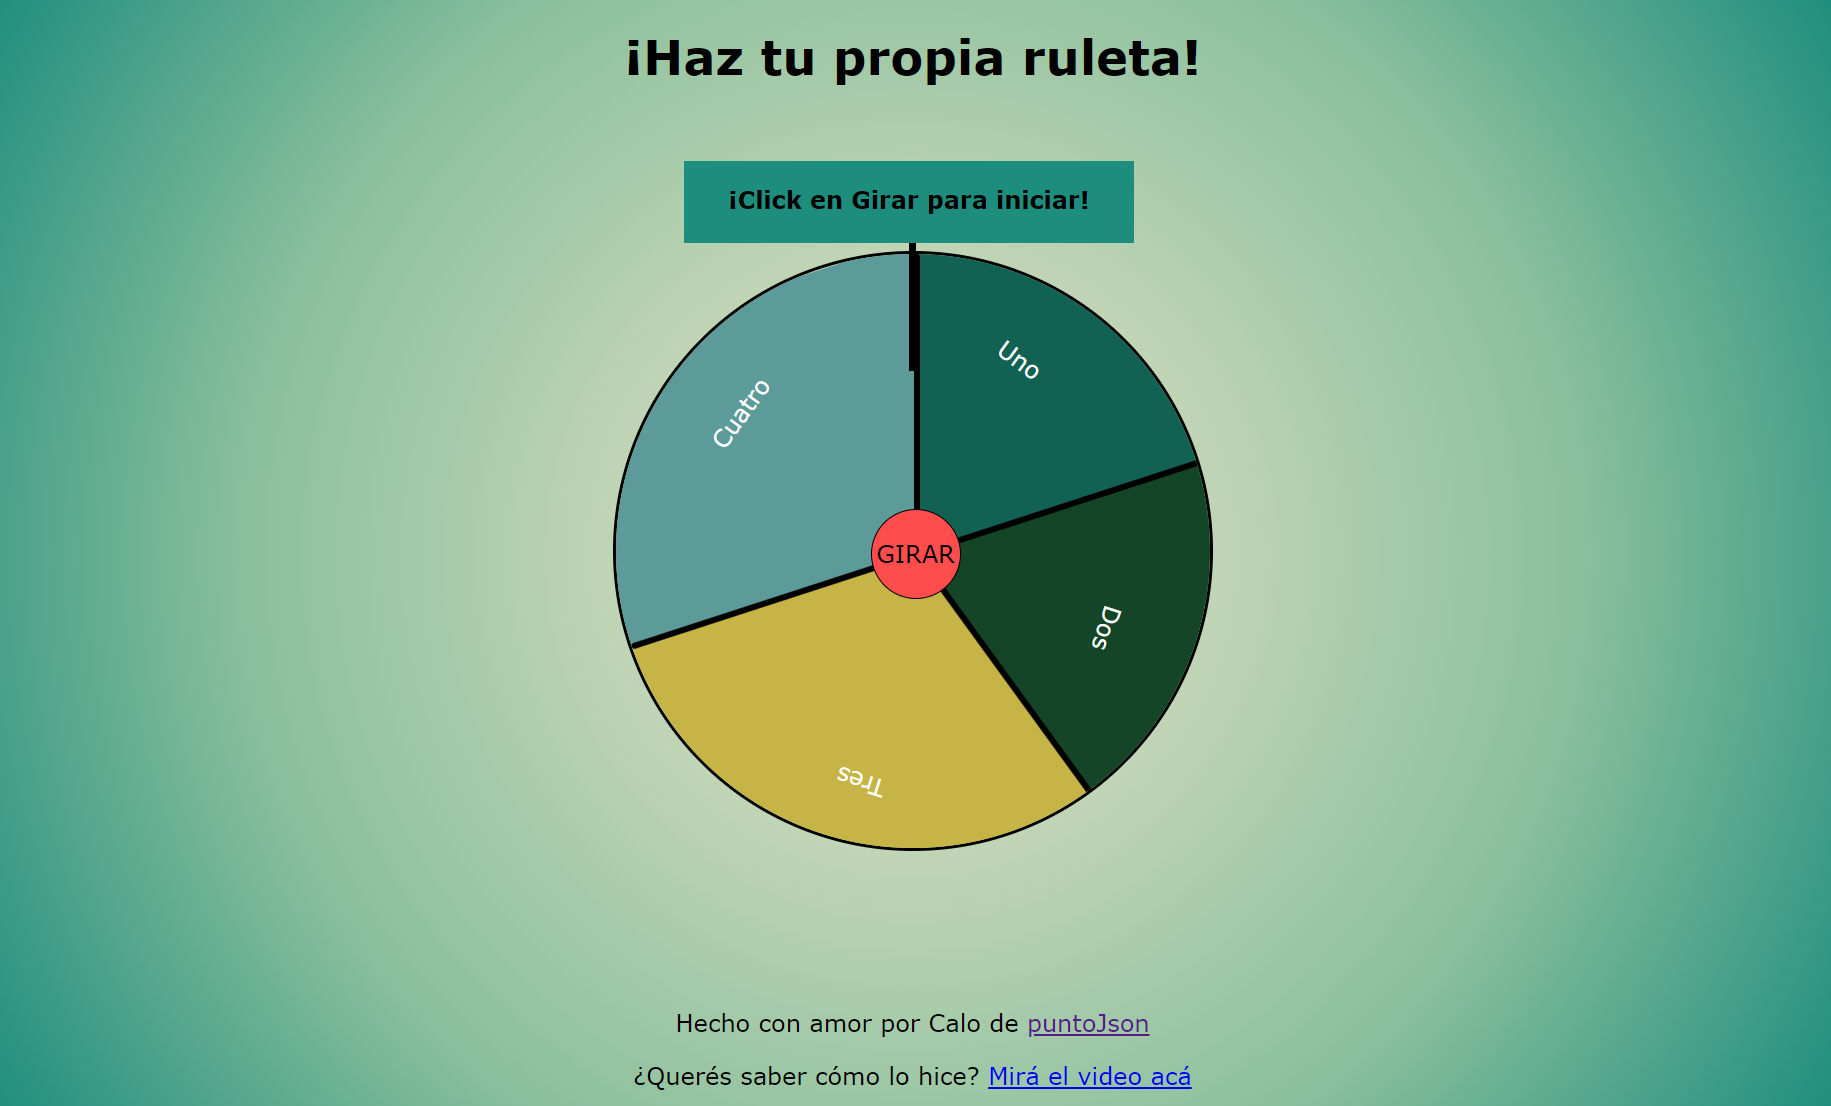 ¡Haz tu propia ruleta!
¡Click en Girar para iniciar!
Uno
Cuatro
GIRAR
Dos
Tres
Hecho con amor por Calo de puntoJson
¿Querés saber cómo lo hice? Mirá el video acá